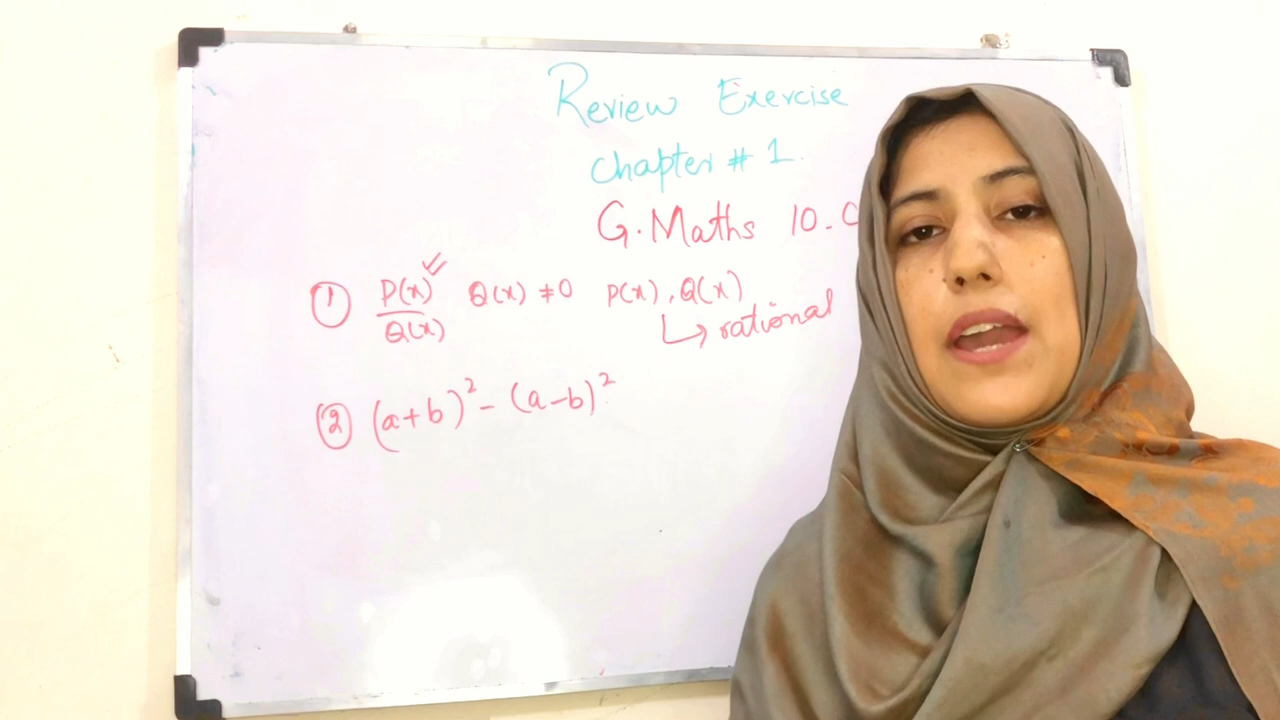 Review Exercise
Chapter # 1.
G. Maths 10-C
① P(x)/Q(x) Q(x) ≠ 0 P(x), Q(x)
↳ rational
② (a+b)² - (a-b)²